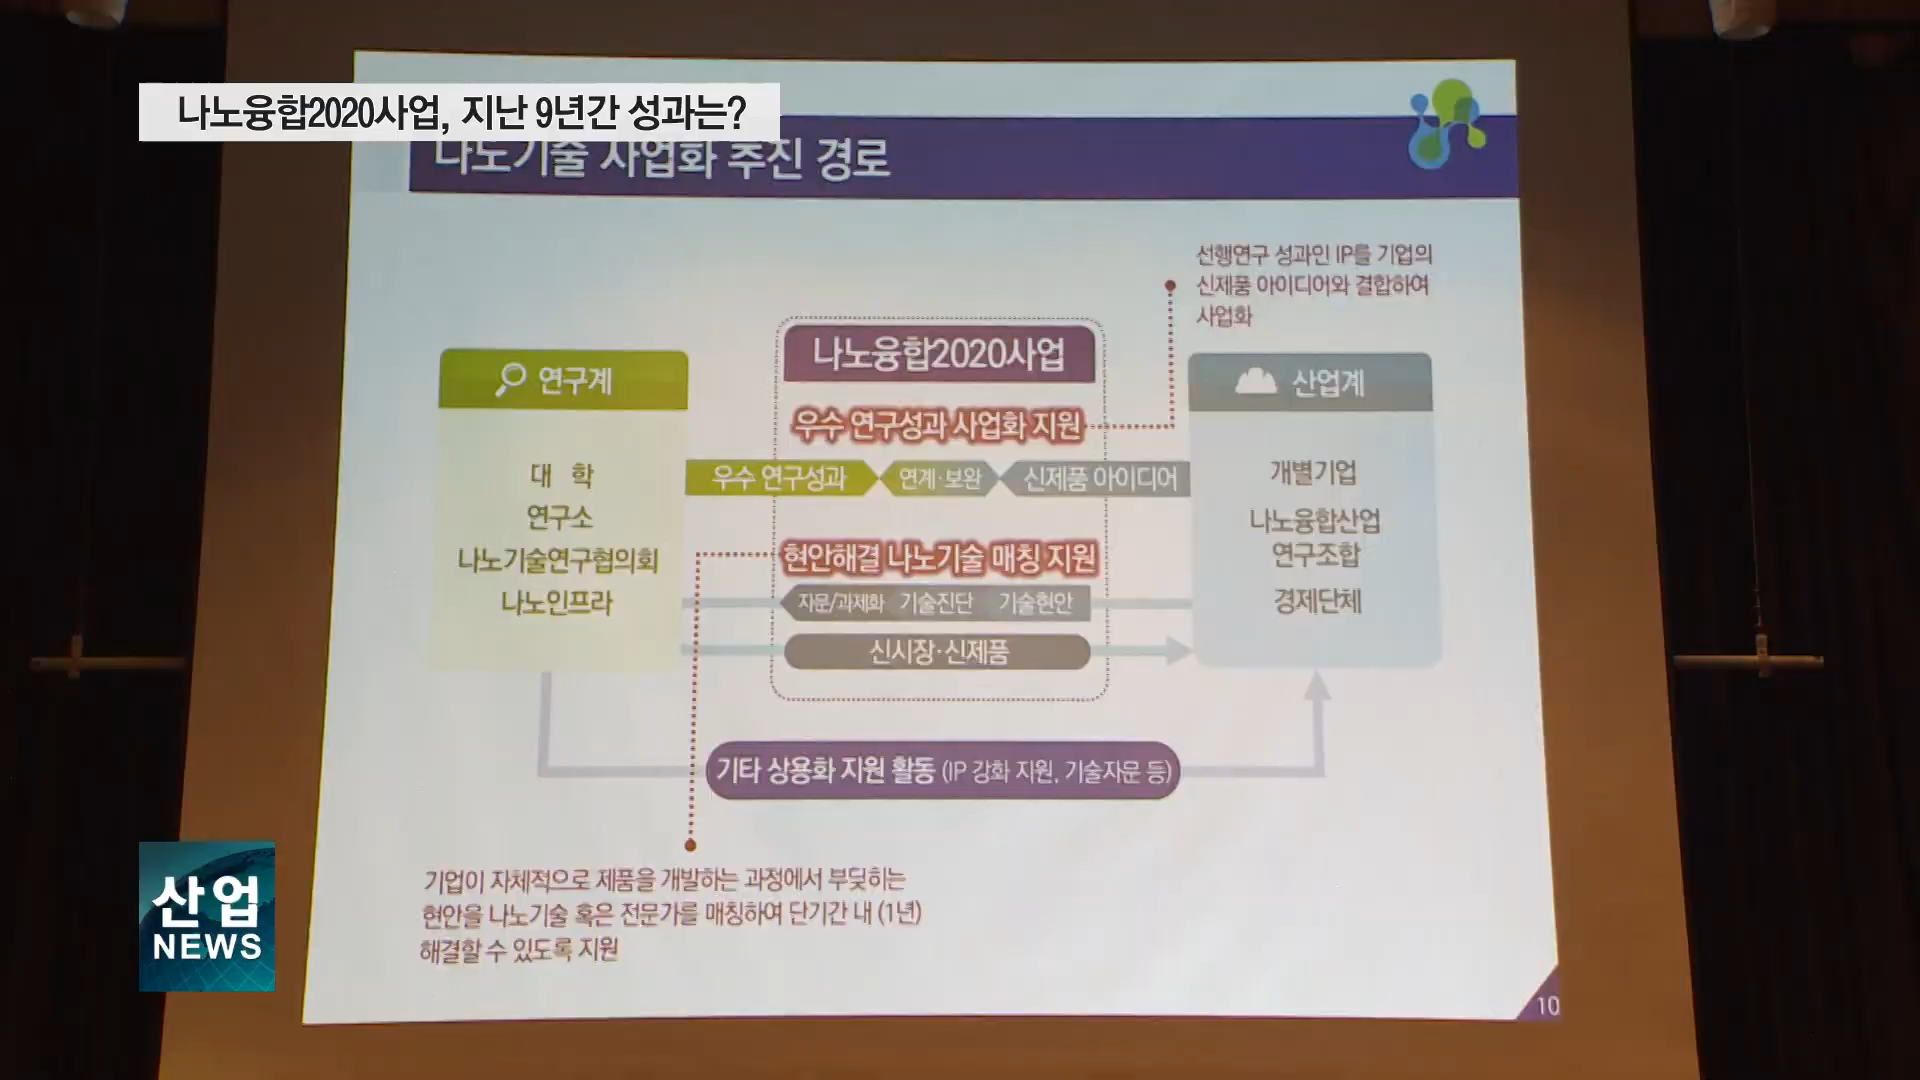 나노융합2020사업, 지난 9년간 성과는?
나노기술 사업화 추진 경로
선행연구 성과인 IP를 기업의
신제품 아이디어와 결합하여
사업화
연구계
대 학
연구소
나노기술연구협의회
나노인프라
나노융합2020사업
우수 연구성과 사업화 지원
우수 연구성과 연계·보완 신제품 아이디어
현안해결 나노기술 매칭 지원
자문/과제화 기술진단 기술현안
신시장·신제품
산업계
개별기업
나노융합산업
연구조합
경제단체
기타 상용화 지원 활동 (IP 강화 지원, 기술자문 등)
기업이 자체적으로 제품을 개발하는 과정에서 부딪히는
현안을 나노기술 혹은 전문가를 매칭하여 단기간 내 (1년)
해결할 수 있도록 지원
산업
NEWS
10